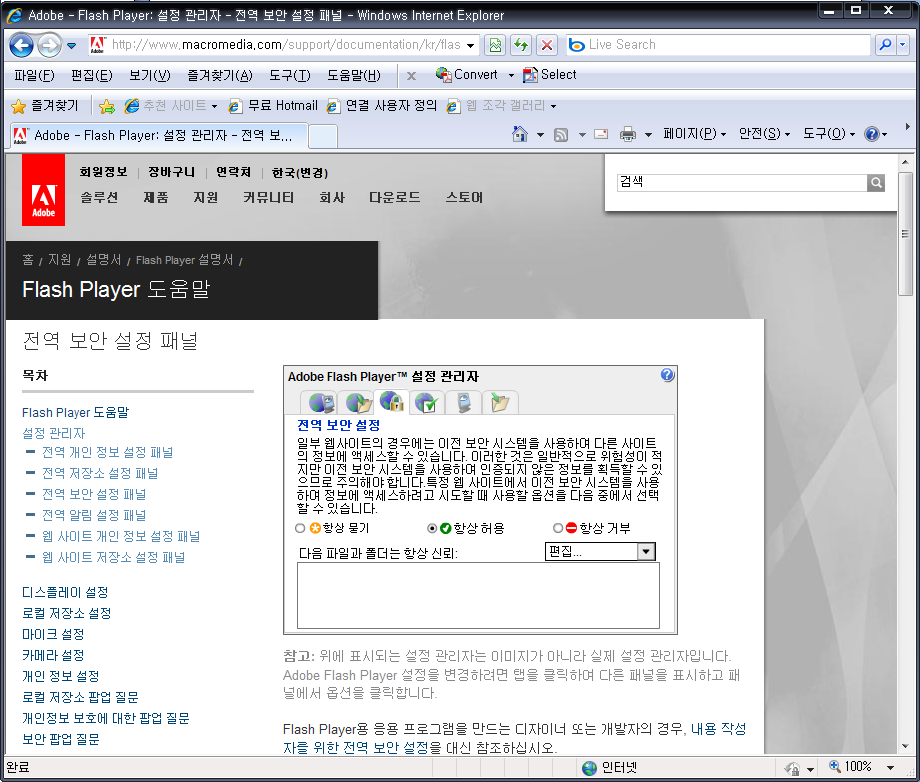 Adobe - Flash Player: 설정 관리자 - 전역 보안 설정 패널 - Windows Internet Explorer
http://www.macromedia.com/support/documentation/kr/flas
Live Search
파일(F) 편집(E) 보기(V) 즐겨찾기(A) 도구(T) 도움말(H) x Convert Select
즐겨찾기 추천 사이트 무료 Hotmail 연결 사용자 정의 웹 조각 갤러리
Adobe - Flash Player: 설정 관리자 - 전역 보...
페이지(P) 안전(S) 도구(O)
회원정보 | 장바구니 | 연락처 | 한국(변경)
솔루션 제품 지원 커뮤니티 회사 다운로드 스토어
Adobe
검색
홈 / 지원 / 설명서 / Flash Player 설명서 /
Flash Player 도움말
전역 보안 설정 패널
목차
Flash Player 도움말
설정 관리자
전역 개인 정보 설정 패널
전역 저장소 설정 패널
전역 보안 설정 패널
전역 알림 설정 패널
웹 사이트 개인 정보 설정 패널
웹 사이트 저장소 설정 패널
디스플레이 설정
로컬 저장소 설정
마이크 설정
카메라 설정
개인 정보 설정
로컬 저장소 팝업 질문
개인정보 보호에 대한 팝업 질문
보안 팝업 질문
Adobe Flash Player™ 설정 관리자
전역 보안 설정
일부 웹사이트의 경우에는 이전 보안 시스템을 사용하여 다른 사이트
의 정보에 액세스할 수 있습니다. 이러한 것은 일반적으로 위험성이 적
지만 이전 보안 시스템을 사용하여 인증되지 않은 정보를 획득할 수 있
으므로 주의해야 합니다.특정 웹 사이트에서 이전 보안 시스템을 사용
하여 정보에 액세스하려고 시도할 때 사용할 옵션을 다음 중에서 선택
할 수 있습니다.
항상 묻기 항상 허용 항상 거부
다음 파일과 폴더는 항상 신뢰: 편집...
참고: 위에 표시되는 설정 관리자는 이미지가 아니라 실제 설정 관리자입니다.
Adobe Flash Player 설정을 변경하려면 탭을 클릭하여 다른 패널을 표시하고 패
널에서 옵션을 클릭합니다.
Flash Player용 응용 프로그램을 만드는 디자이너 또는 개발자의 경우, 내용 작성
자를 위한 전역 보안 설정을 대신 참조하십시오.
완료
인터넷
100%